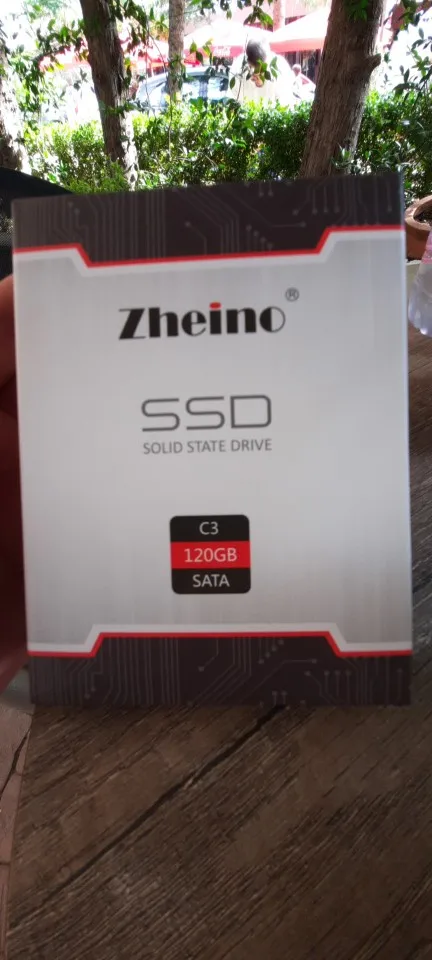 Zheino®
SSD
SOLID STATE DRIVE
C3
120GB
SATA